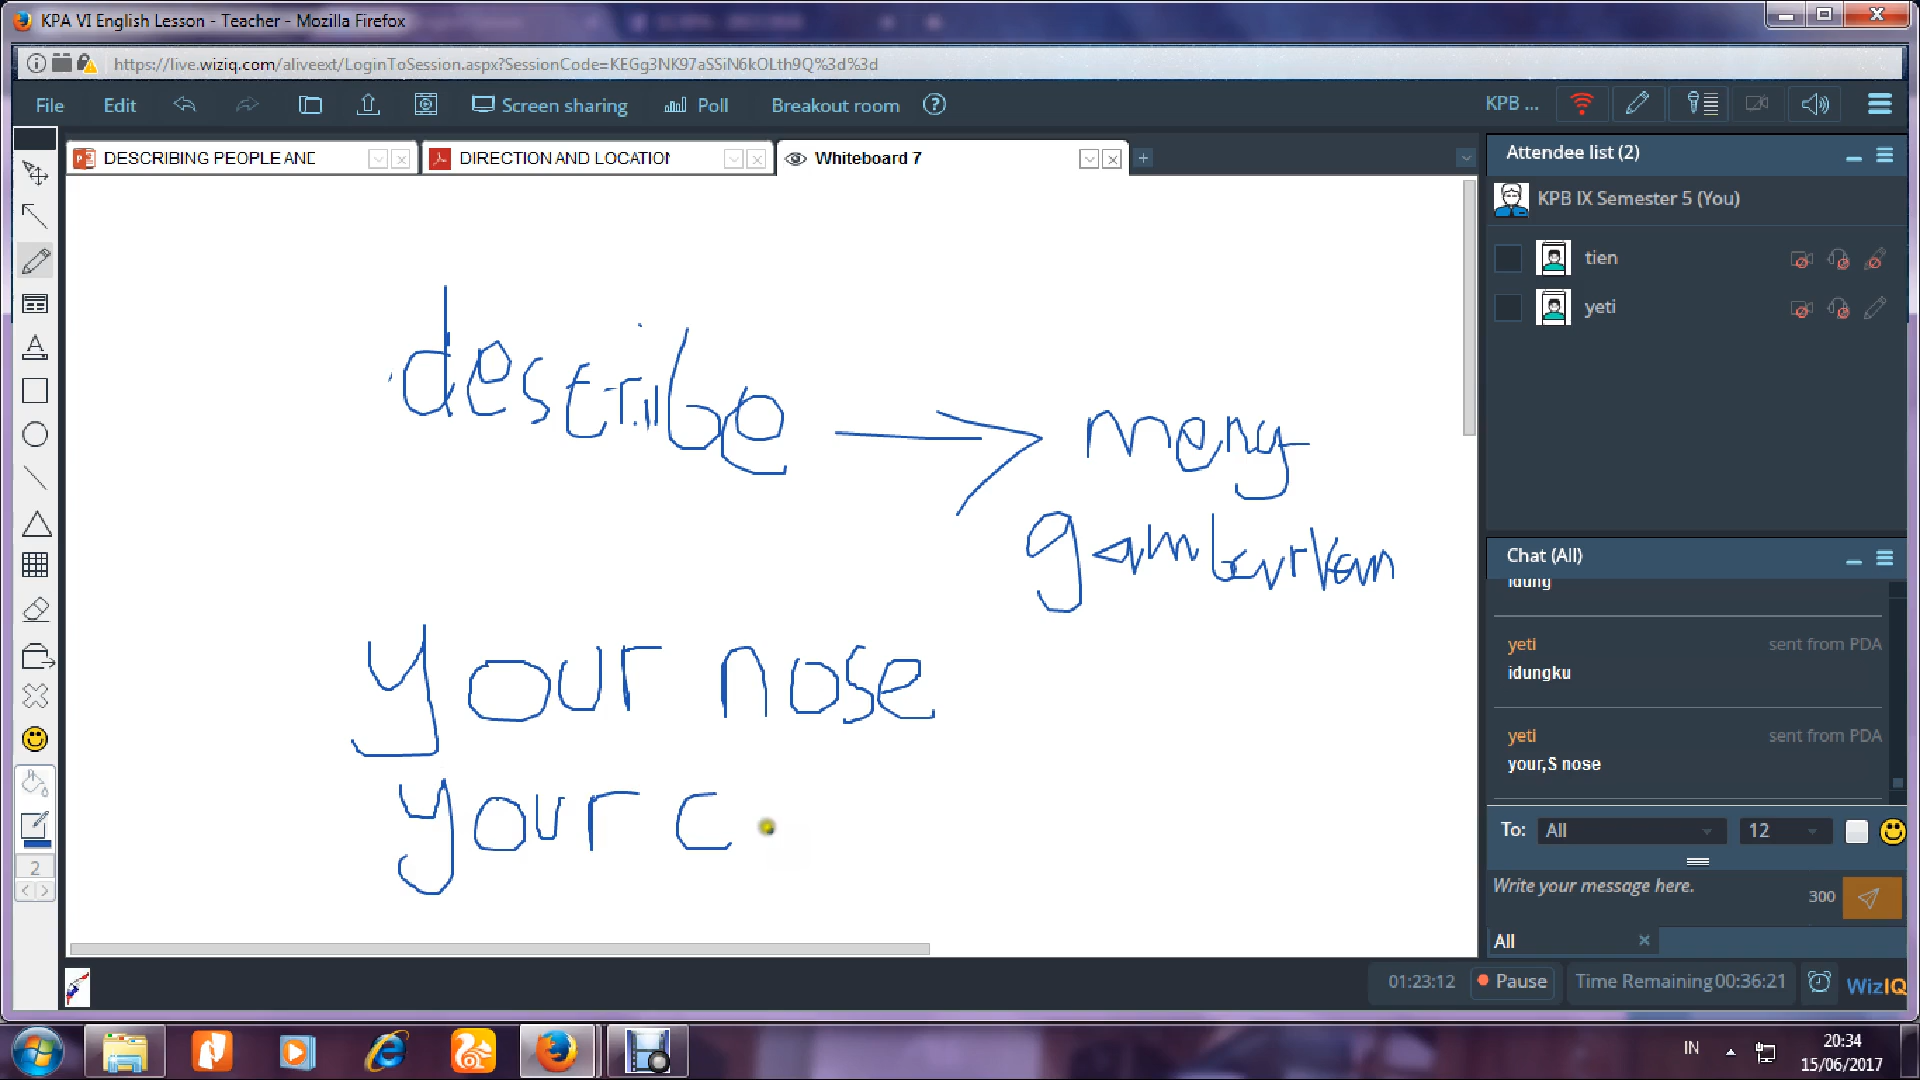 KPA VI English Lesson - Teacher - Mozilla Firefox
https://live.wiziq.com/aliveext/LoginToSession.aspx?SessionCode=KEGg3NK97aSSiN6kOLth9Q%3d%3d
File Edit Screen sharing Poll Breakout room ? KPB ...
DESCRIBING PEOPLE AND DIRECTION AND LOCATION Whiteboard 7
Attendee list (2)
KPB IX Semester 5 (You)
tien
yeti
describe → meng
gambarkan
your nose
your c
Chat (All)
idung
yeti sent from PDA
idungku
yeti sent from PDA
your,S nose
To: All 12
Write your message here. 300
All
2
01:23:12 Pause Time Remaining 00:36:21 WizIQ
IN 20:34
15/06/2017